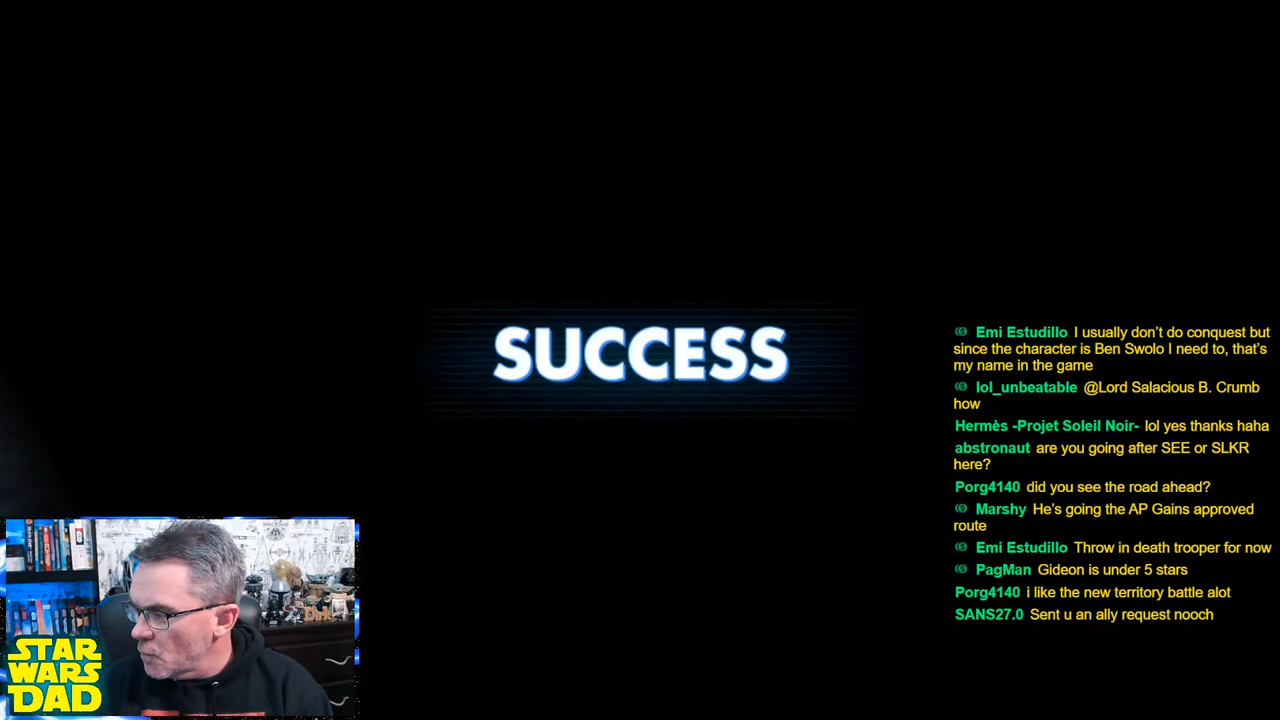 SUCCESS
Emi Estudillo I usually don't do conquest but
since the character is Ben Swolo I need to, that's
my name in the game
lol_unbeatable @Lord Salacious B. Crumb
how
Hermès -Projet Soleil Noir- lol yes thanks haha
abstronaut are you going after SEE or SLKR
here?
Porg4140 did you see the road ahead?
Marshy He's going the AP Gains approved
route
Emi Estudillo Throw in death trooper for now
PagMan Gideon is under 5 stars
Porg4140 i like the new territory battle alot
SANS27.0 Sent u an ally request nooch
STAR
WARS
DAD